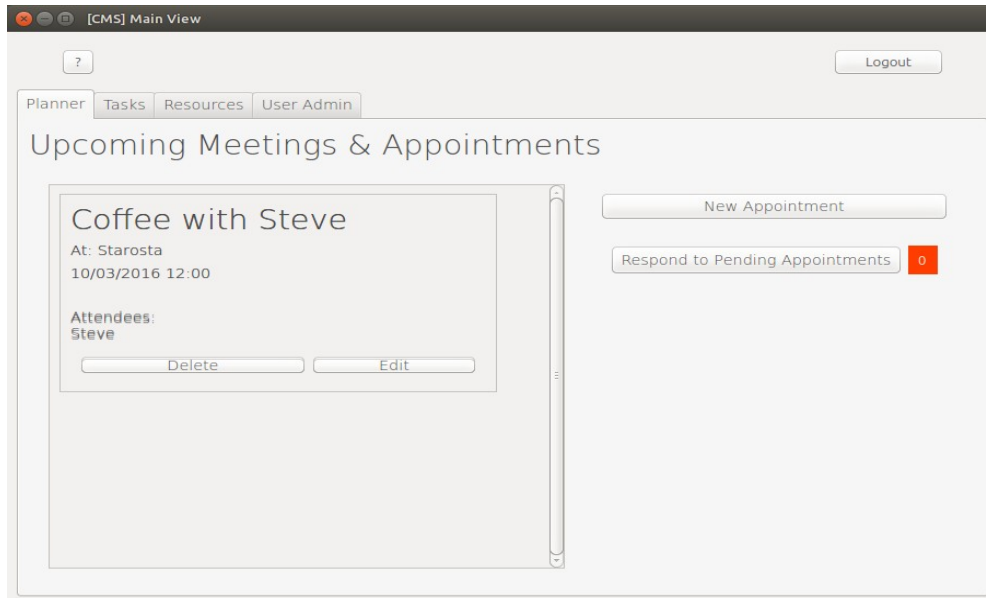 [CMS] Main View
?
Logout
Planner Tasks Resources User Admin
Upcoming Meetings & Appointments
Coffee with Steve
At: Starosta
10/03/2016 12:00
Attendees:
Steve
Delete Edit
New Appointment
Respond to Pending Appointments 0